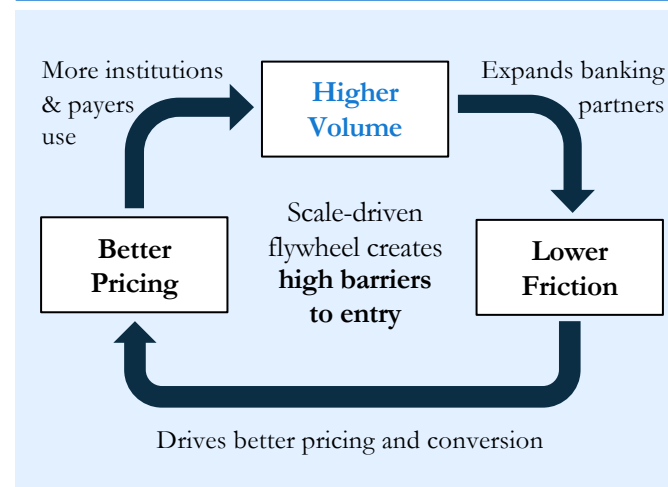 More institutions
& payers
use
Higher
Volume
Expands banking
partners
Better
Pricing
Scale-driven
flywheel creates
high barriers
to entry
Lower
Friction
Drives better pricing and conversion